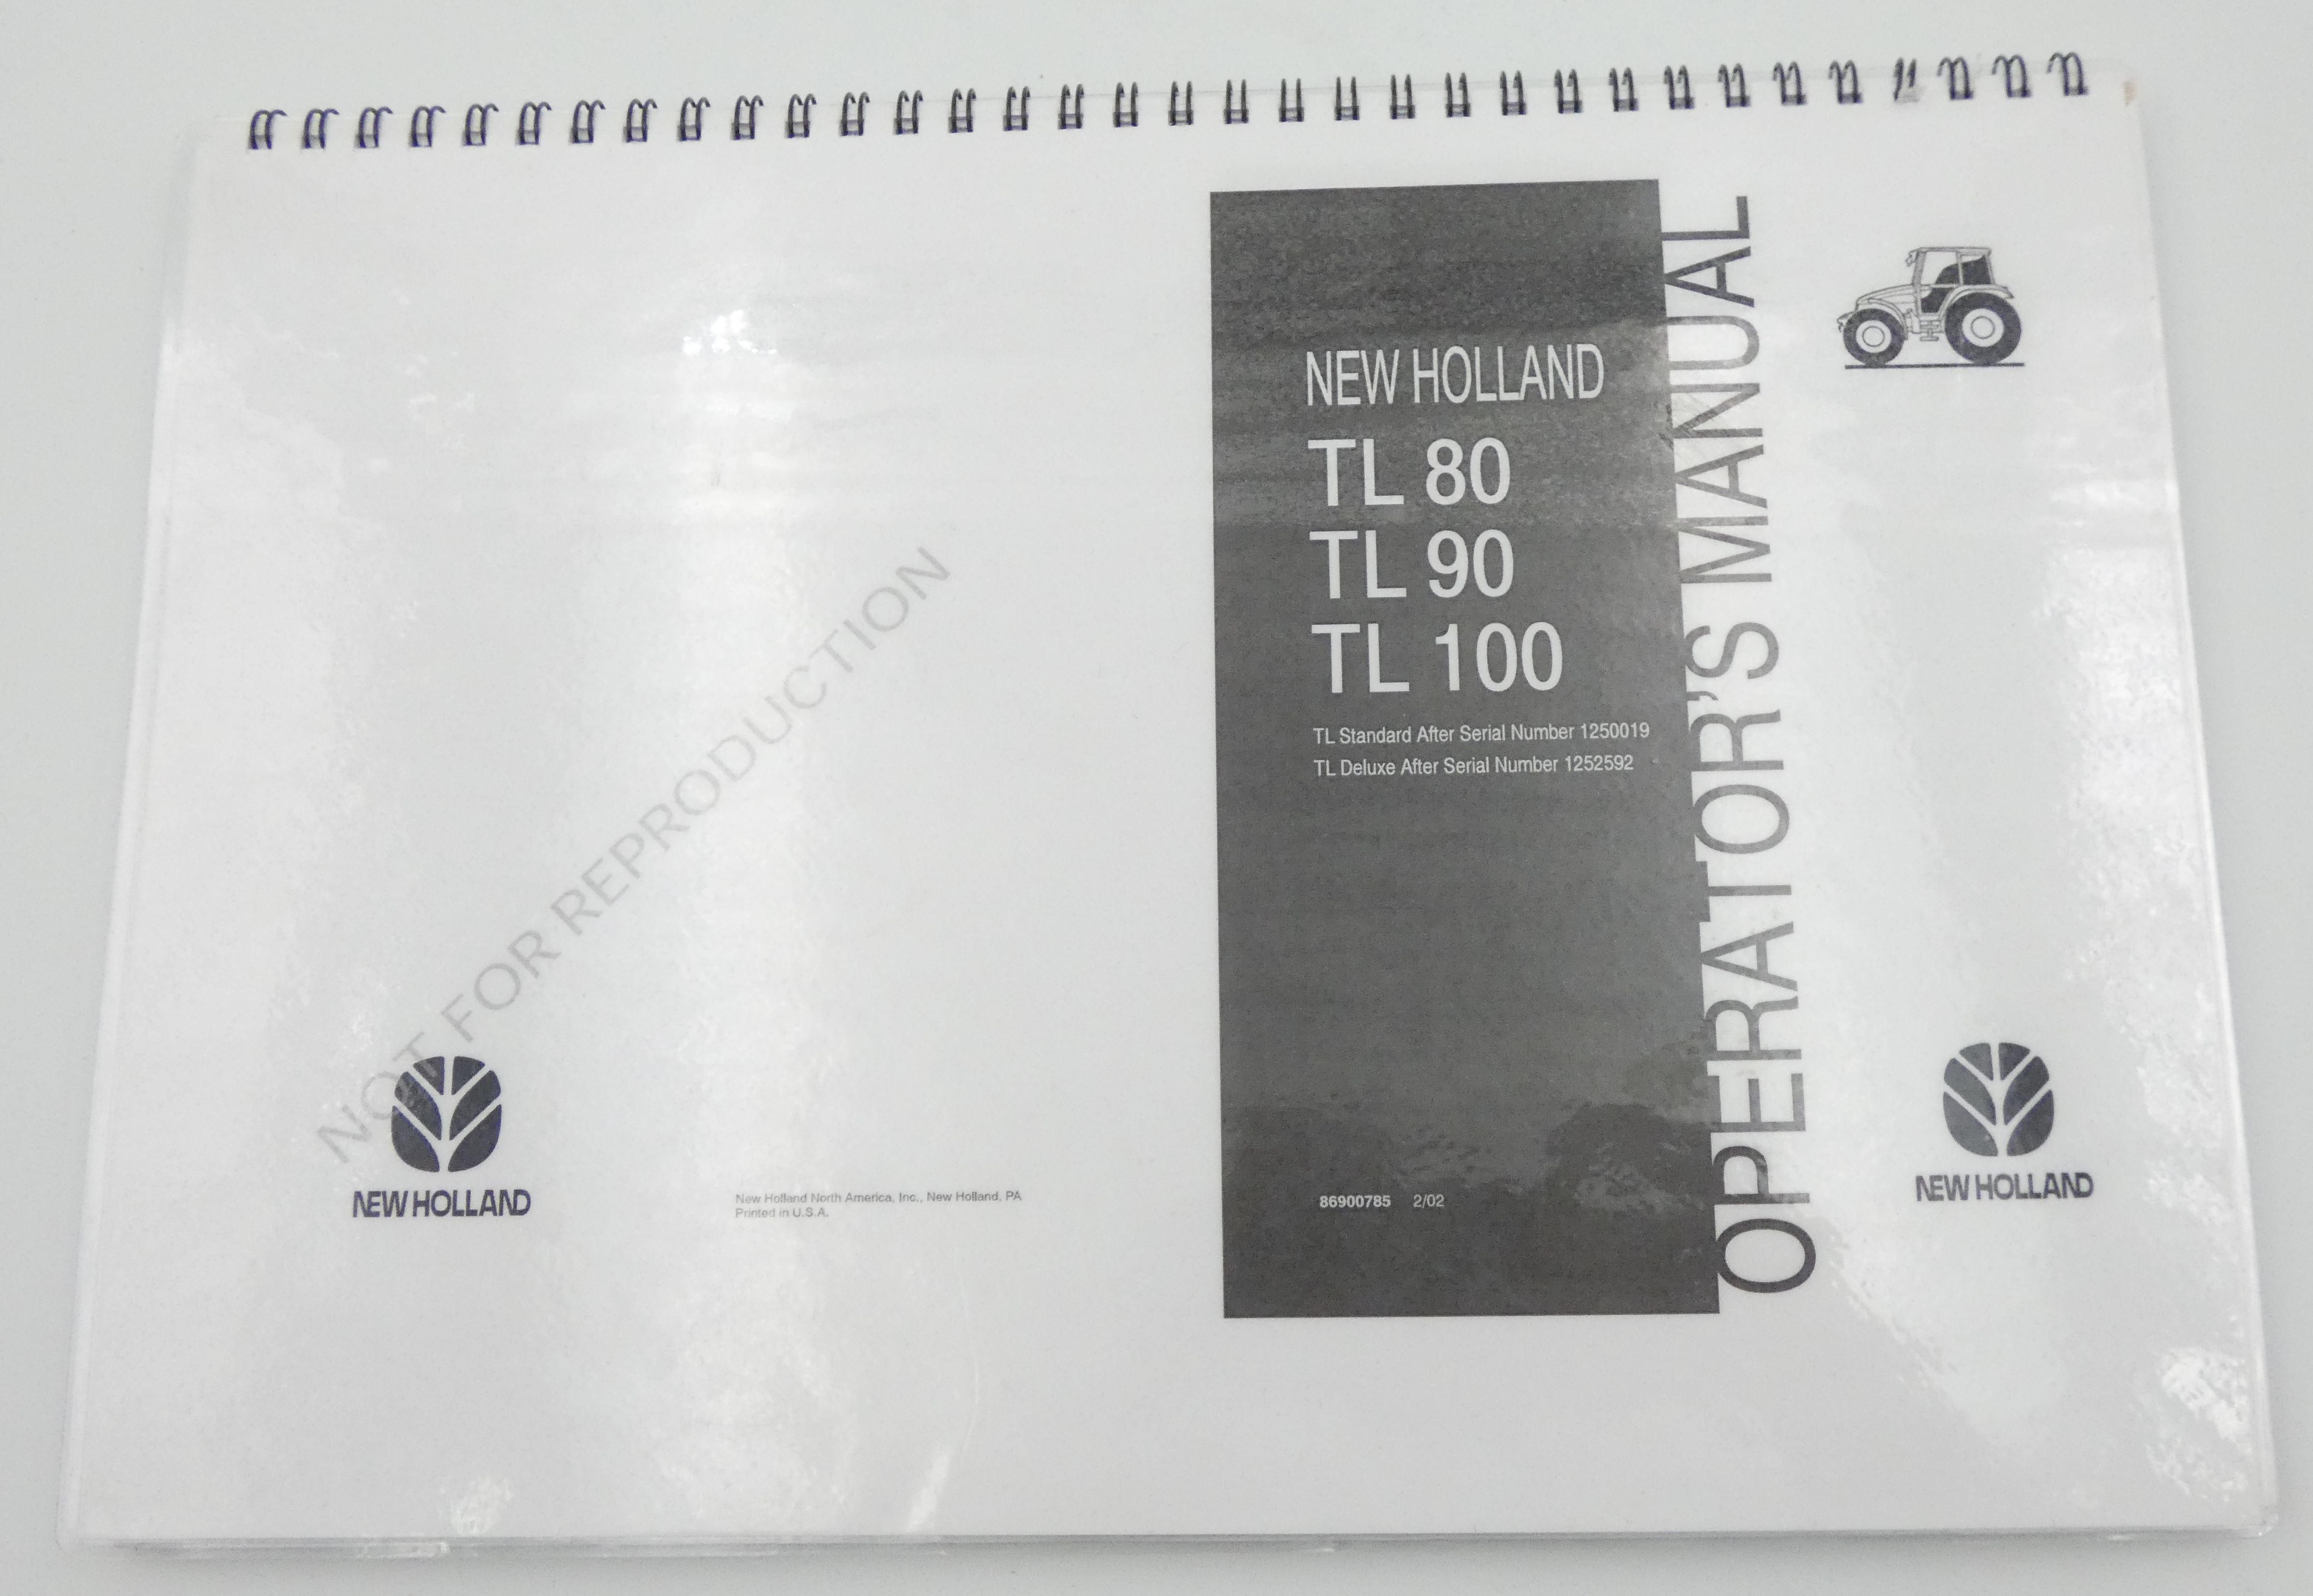 NOT FOR REPRODUCTION
NEW HOLLAND
New Holland North America, Inc., New Holland, PA
Printed in U.S.A.
NEW HOLLAND
TL 80
TL 90
TL 100
TL Standard After Serial Number 1250019
TL Deluxe After Serial Number 1252592
86900785 2/02
OPERATOR'S MANUAL
NEW HOLLAND